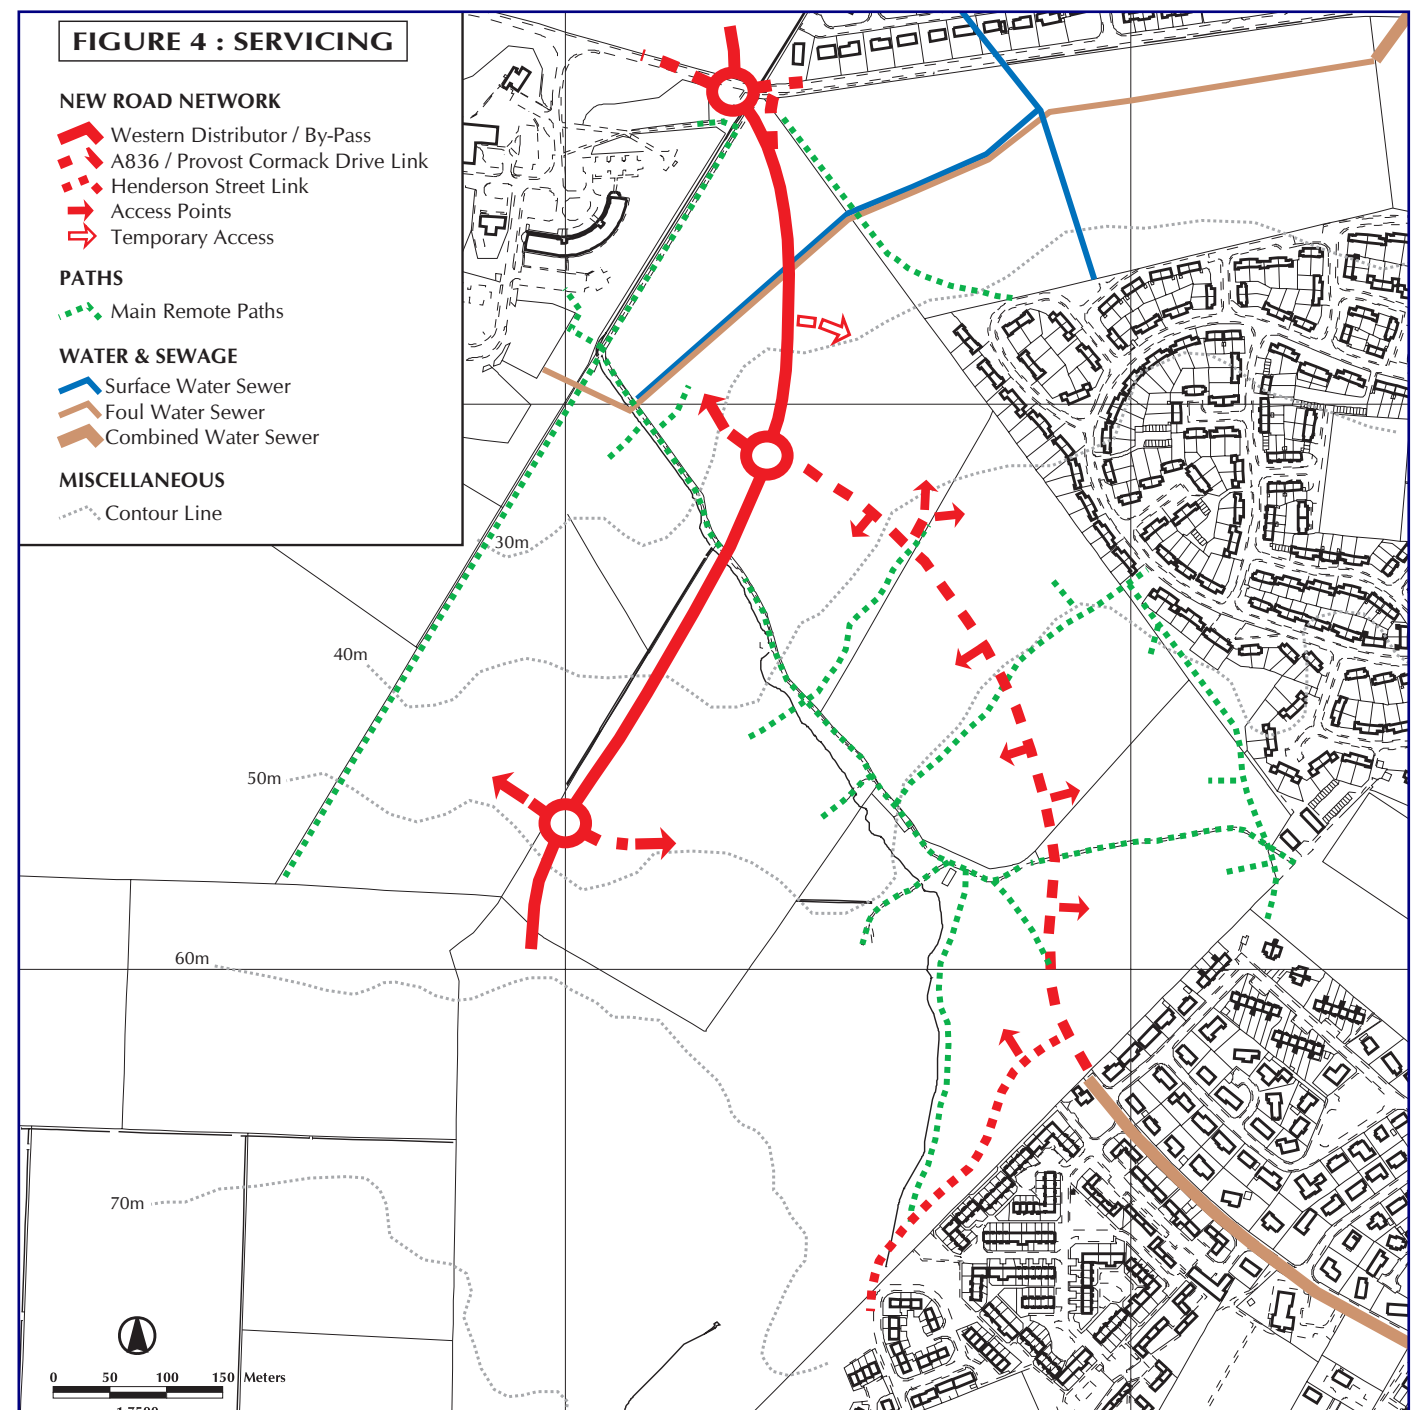 FIGURE 4 : SERVICING
NEW ROAD NETWORK
Western Distributor / By-Pass
A836 / Provost Cormack Drive Link
Henderson Street Link
Access Points
Temporary Access
PATHS
Main Remote Paths
WATER & SEWAGE
Surface Water Sewer
Foul Water Sewer
Combined Water Sewer
MISCELLANEOUS
Contour Line
30m
40m
50m
60m
70m
0 50 100 150 Meters
1:7500